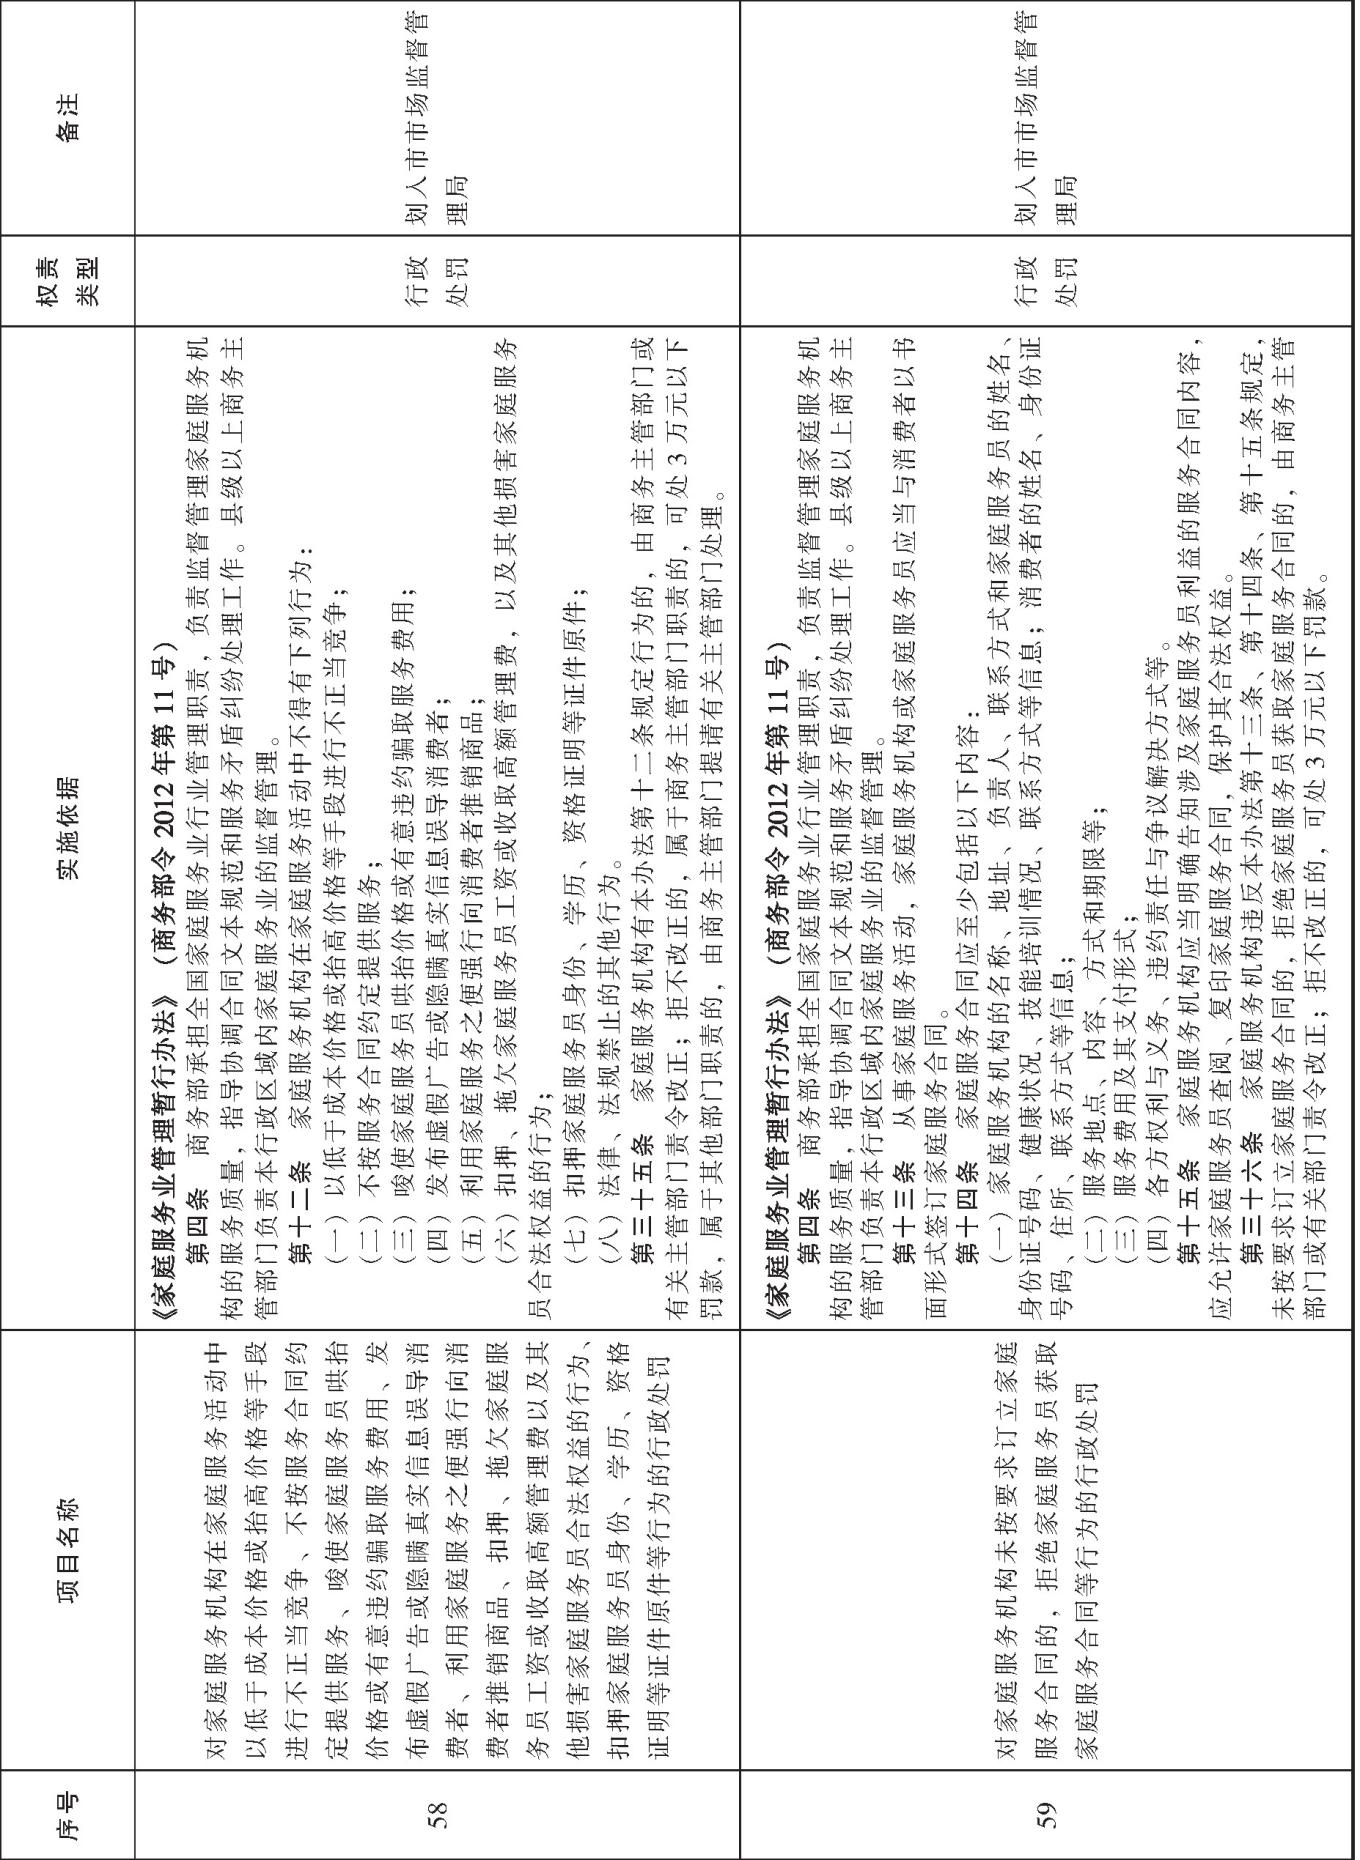 序号
项目名称
实施依据
权责
类型
备注
58
对家庭服务机构在家庭服务活动中
以低于成本价格或抬高价格等手段
进行不正当竞争、不按服务合同约
定提供服务、唆使家庭服务员哄抬
价格或有意违约骗取服务费用、发
布虚假广告或隐瞒真实信息误导消
费者、利用家庭服务之便强行向消
费者推销商品、扣押、拖欠家庭服
务员工资或收取高额管理费以及其
他损害家庭服务员合法权益的行为、
扣押家庭服务员身份、学历、资格
证明等证件原件等行为的行政处罚
《家庭服务业管理暂行办法》（商务部令 2012 年第 11 号）
第四条 商务部承担全国家庭服务业行业管理职责，负责监督管理家庭服务机
构的服务质量，指导协调合同文本规范和服务矛盾纠纷处理工作。县级以上商务主
管部门负责本行政区域内家庭服务业的监督管理。
第十二条 家庭服务机构在家庭服务活动中不得有下列行为：
（一）以低于成本价格或抬高价格等手段进行不正当竞争；
（二）不按服务合同约定提供服务；
（三）唆使家庭服务员哄抬价格或有意违约骗取服务费用；
（四）发布虚假广告或隐瞒真实信息误导消费者；
（五）利用家庭服务之便强行向消费者推销商品；
（六）扣押、拖欠家庭服务员工资或收取高额管理费，以及其他损害家庭服务
员合法权益的行为；
（七）扣押家庭服务员身份、学历、资格证明等证件原件；
（八）法律、法规禁止的其他行为。
第三十五条 家庭服务机构有本办法第十二条规定行为的，由商务主管部门或
有关主管部门责令改正；拒不改正的，属于商务主管部门职责的，可处 3 万元以下
罚款，属于其他部门职责的，由商务主管部门提请有关主管部门处理。
行政
处罚
划入市市场监督管
理局
59
对家庭服务机构未按要求订立家庭
服务合同的，拒绝家庭服务员获取
家庭服务合同等行为的行政处罚
《家庭服务业管理暂行办法》（商务部令 2012 年第 11 号）
第四条 商务部承担全国家庭服务业行业管理职责，负责监督管理家庭服务机
构的服务质量，指导协调合同文本规范和服务矛盾纠纷处理工作。县级以上商务主
管部门负责本行政区域内家庭服务业的监督管理。
第十三条 从事家庭服务活动，家庭服务机构或家庭服务员应当与消费者以书
面形式签订家庭服务合同。
第十四条 家庭服务合同应至少包括以下内容：
（一）家庭服务机构的名称、地址、负责人、联系方式和家庭服务员的姓名、
身份证号码、健康状况、技能培训情况、联系方式等信息；消费者的姓名、身份证
号码、住所、联系方式等信息；
（二）服务地点、内容、方式和期限等；
（三）服务费用及其支付形式；
（四）各方权利与义务、违约责任与争议解决方式等。
第十五条 家庭服务机构应当明确告知涉及家庭服务员利益的服务合同内容，
应允许家庭服务员查阅、复印家庭服务合同，保护其合法权益。
第三十六条 家庭服务机构违反本办法第十三条、第十四条、第十五条规定，
未按要求订立家庭服务合同的，拒绝家庭服务员获取家庭服务合同的，由商务主管
部门或有关部门责令改正；拒不改正的，可处 3 万元以下罚款。
行政
处罚
划入市市场监督管
理局